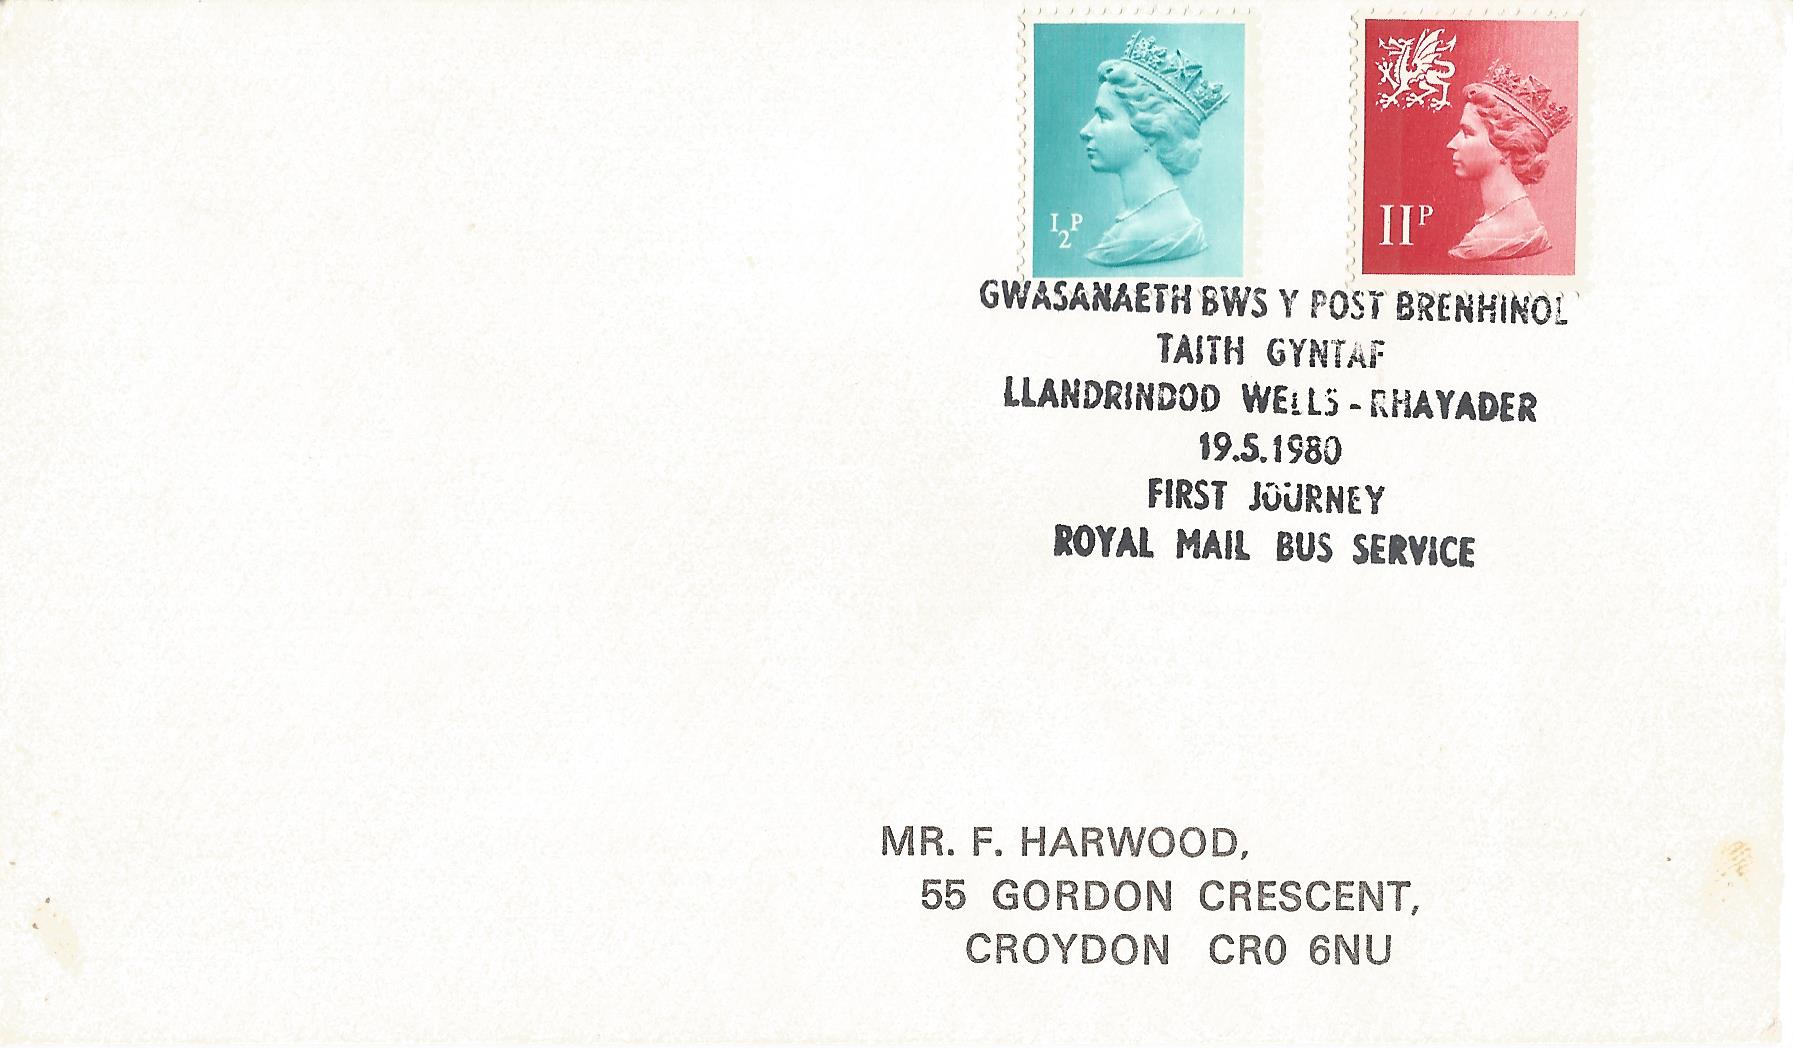 ½P
IIP
GWASANAETH BWS Y POST BRENHINOL
TAITH GYNTAF
LLANDRINDOD WELLS - RHAYADER
19.5.1980
FIRST JOURNEY
ROYAL MAIL BUS SERVICE
MR. F. HARWOOD,
55 GORDON CRESCENT,
CROYDON CR0 6NU